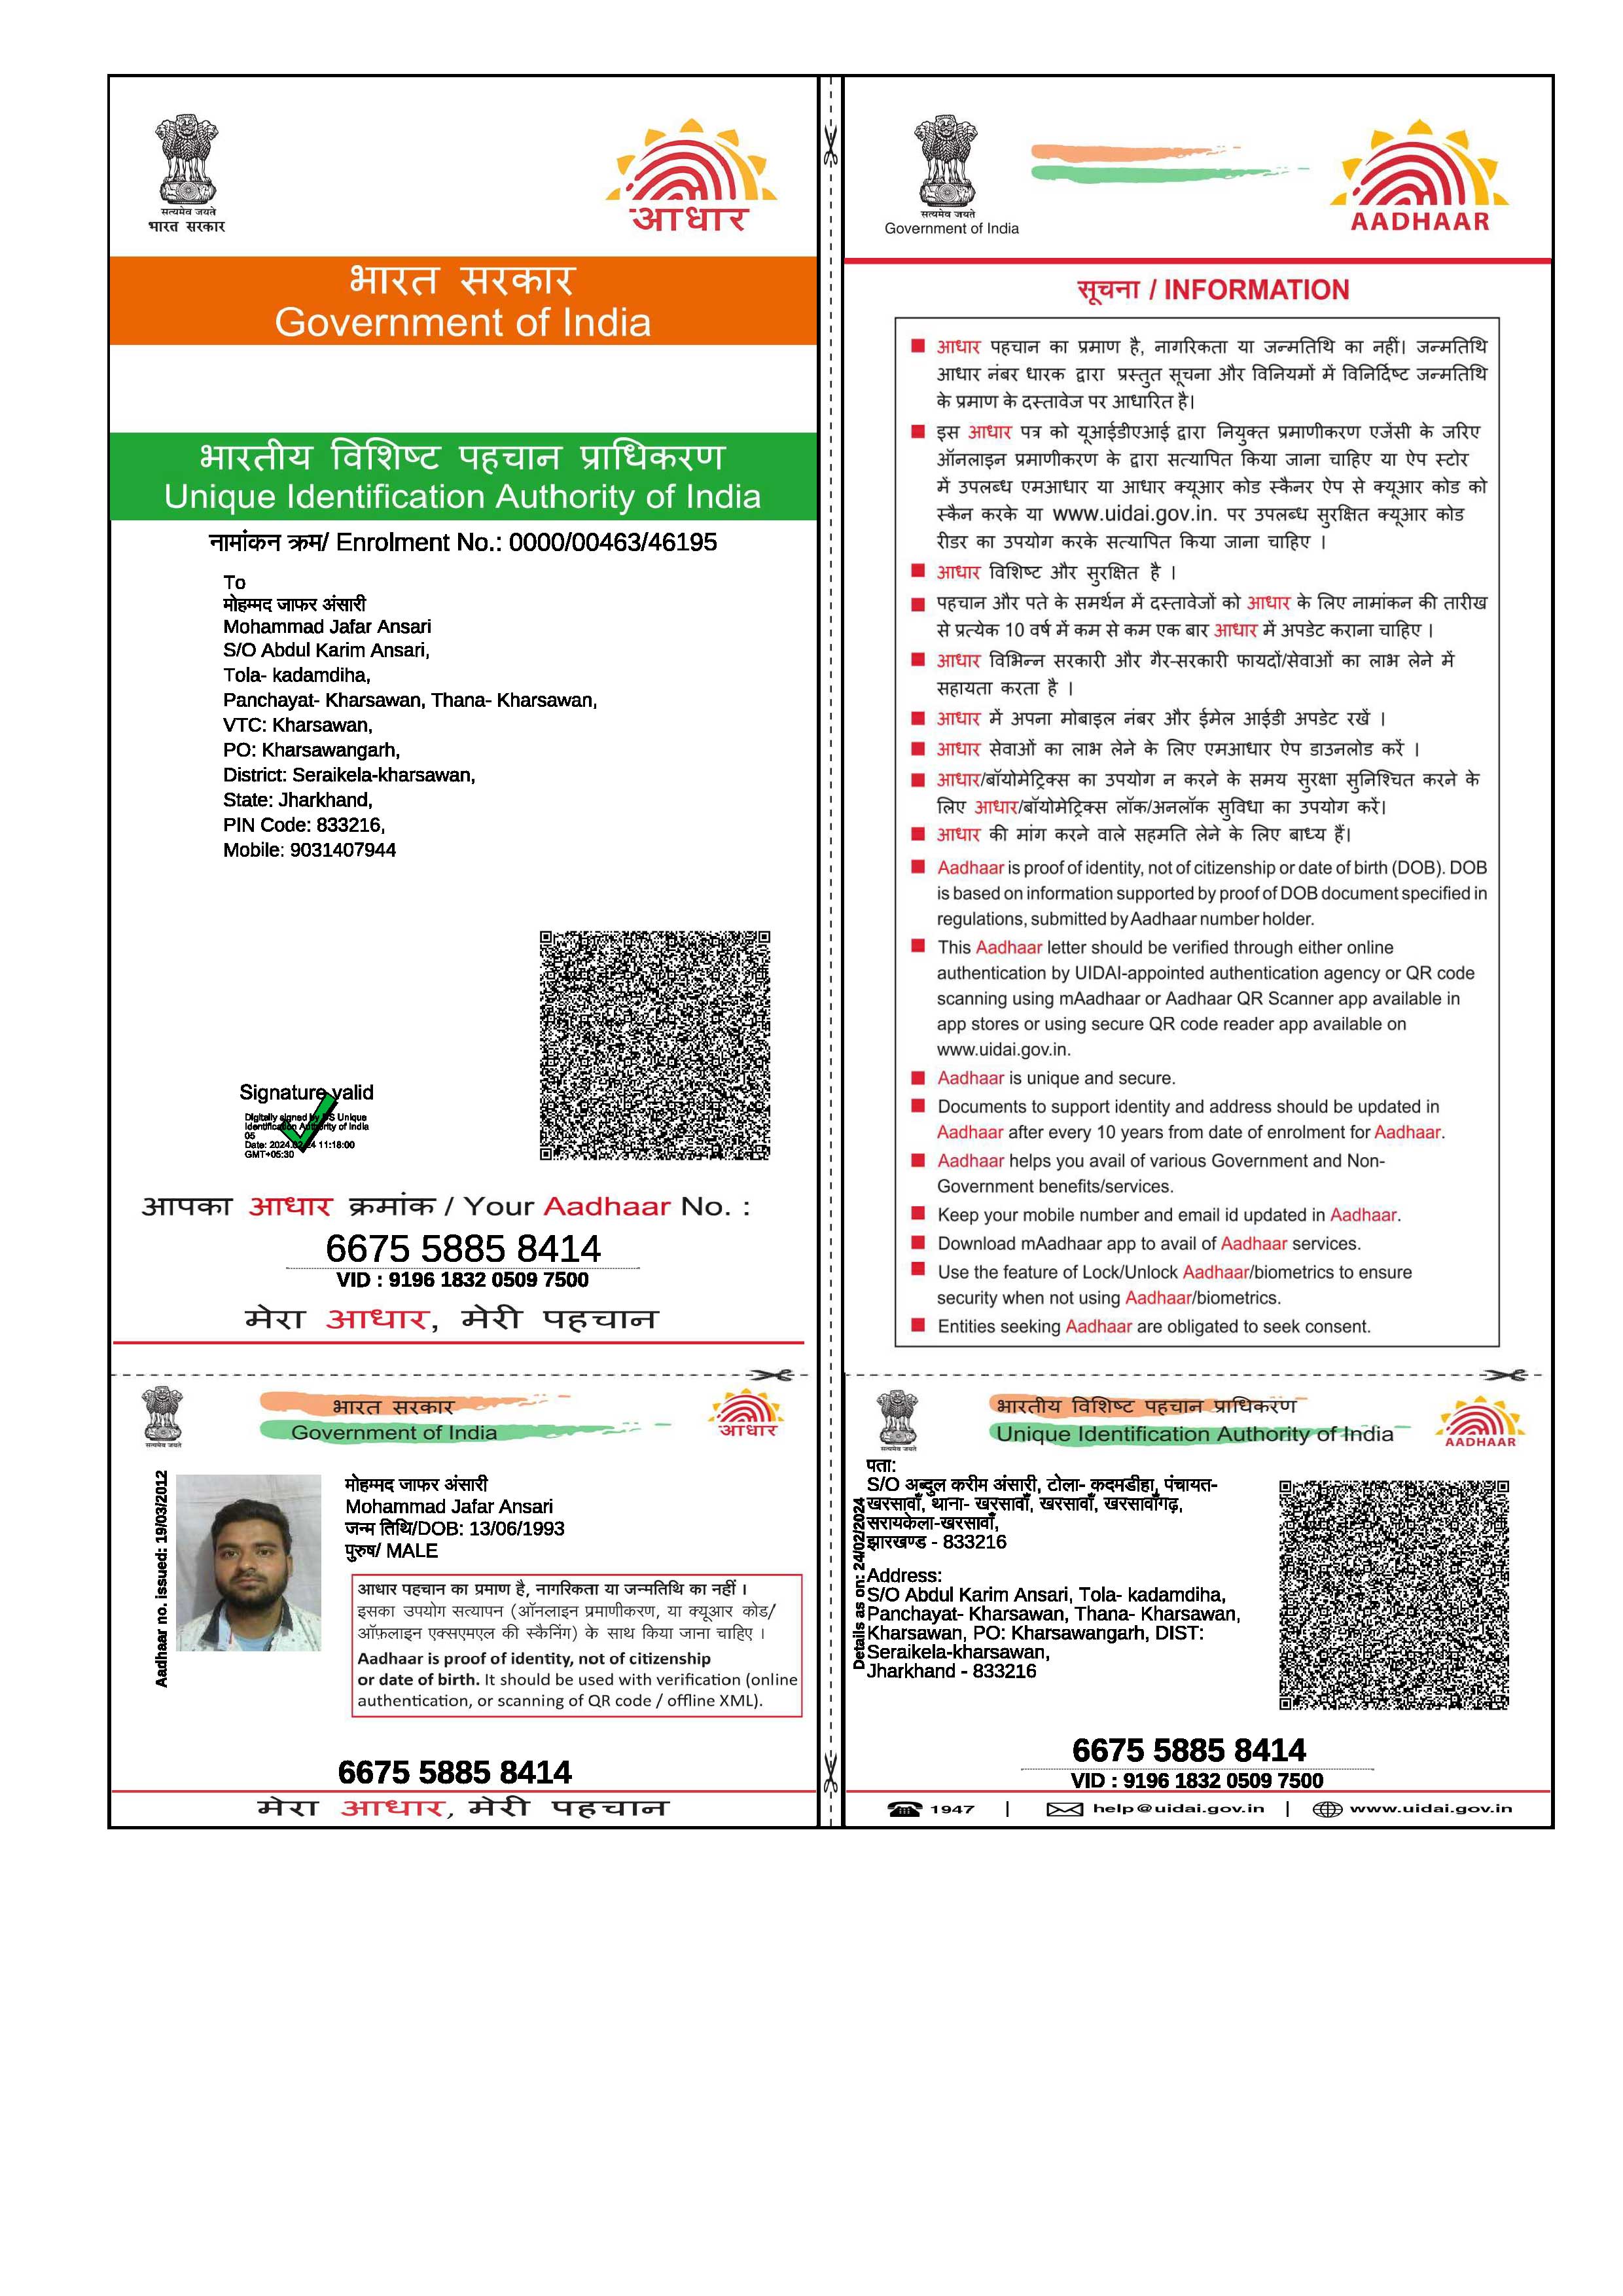 सत्यमेव जयते
भारत सरकार
आधार
भारत सरकार
Government of India
भारतीय विशिष्ट पहचान प्राधिकरण
Unique Identification Authority of India
नामांकन क्रम/ Enrolment No.: 0000/00463/46195
To
मोहम्मद जाफर अंसारी
Mohammad Jafar Ansari
S/O Abdul Karim Ansari,
Tola- kadamdiha,
Panchayat- Kharsawan, Thana- Kharsawan,
VTC: Kharsawan,
PO: Kharsawangarh,
District: Seraikela-kharsawan,
State: Jharkhand,
PIN Code: 833216,
Mobile: 9031407944
Signature valid
Digitally signed by DS Unique
Identification Authority of India
05
Date: 2024.02.24 11:18:00
GMT+05:30
आपका आधार क्रमांक / Your Aadhaar No. :
6675 5885 8414
VID : 9196 1832 0509 7500
मेरा आधार, मेरी पहचान
सत्यमेव जयते
Government of India
AADHAAR
सूचना / INFORMATION
आधार पहचान का प्रमाण है, नागरिकता या जन्मतिथि का नहीं। जन्मतिथि
आधार नंबर धारक द्वारा प्रस्तुत सूचना और विनियमों में विनिर्दिष्ट जन्मतिथि
के प्रमाण के दस्तावेज पर आधारित है।
इस आधार पत्र को यूआईडीएआई द्वारा नियुक्त प्रमाणीकरण एजेंसी के जरिए
ऑनलाइन प्रमाणीकरण के द्वारा सत्यापित किया जाना चाहिए या ऐप स्टोर
में उपलब्ध एमआधार या आधार क्यूआर कोड स्कैनर ऐप से क्यूआर कोड को
स्कैन करके या www.uidai.gov.in. पर उपलब्ध सुरक्षित क्यूआर कोड
रीडर का उपयोग करके सत्यापित किया जाना चाहिए ।
आधार विशिष्ट और सुरक्षित है ।
पहचान और पते के समर्थन में दस्तावेजों को आधार के लिए नामांकन की तारीख
से प्रत्येक 10 वर्ष में कम से कम एक बार आधार में अपडेट कराना चाहिए ।
आधार विभिन्न सरकारी और गैर-सरकारी फायदों/सेवाओं का लाभ लेने में
सहायता करता है ।
आधार में अपना मोबाइल नंबर और ईमेल आईडी अपडेट रखें ।
आधार सेवाओं का लाभ लेने के लिए एमआधार ऐप डाउनलोड करें ।
आधार/बॉयोमेट्रिक्स का उपयोग न करने के समय सुरक्षा सुनिश्चित करने के
लिए आधार/बॉयोमेट्रिक्स लॉक/अनलॉक सुविधा का उपयोग करें।
आधार की मांग करने वाले सहमति लेने के लिए बाध्य हैं।
Aadhaar is proof of identity, not of citizenship or date of birth (DOB). DOB
is based on information supported by proof of DOB document specified in
regulations, submitted by Aadhaar number holder.
This Aadhaar letter should be verified through either online
authentication by UIDAI-appointed authentication agency or QR code
scanning using mAadhaar or Aadhaar QR Scanner app available in
app stores or using secure QR code reader app available on
www.uidai.gov.in.
Aadhaar is unique and secure.
Documents to support identity and address should be updated in
Aadhaar after every 10 years from date of enrolment for Aadhaar.
Aadhaar helps you avail of various Government and Non-
Government benefits/services.
Keep your mobile number and email id updated in Aadhaar.
Download mAadhaar app to avail of Aadhaar services.
Use the feature of Lock/Unlock Aadhaar/biometrics to ensure
security when not using Aadhaar/biometrics.
Entities seeking Aadhaar are obligated to seek consent.
सत्यमेव जयते
भारत सरकार
Government of India
आधार
Aadhaar no. issued: 19/03/2012
मोहम्मद जाफर अंसारी
Mohammad Jafar Ansari
जन्म तिथि/DOB: 13/06/1993
पुरुष/ MALE
आधार पहचान का प्रमाण है, नागरिकता या जन्मतिथि का नहीं ।
इसका उपयोग सत्यापन (ऑनलाइन प्रमाणीकरण, या क्यूआर कोड/
ऑफ़लाइन एक्सएमएल की स्कैनिंग) के साथ किया जाना चाहिए ।
Aadhaar is proof of identity, not of citizenship
or date of birth. It should be used with verification (online
authentication, or scanning of QR code / offline XML).
6675 5885 8414
मेरा आधार, मेरी पहचान
सत्यमेव जयते
भारतीय विशिष्ट पहचान प्राधिकरण
Unique Identification Authority of India
AADHAAR
Details as on: 24/02/2024
पता:
S/O अब्दुल करीम अंसारी, टोला- कदमडीहा, पंचायत-
खरसावाँ, थाना- खरसावाँ, खरसावाँ, खरसावाँगढ़,
सरायकेला-खरसावाँ,
झारखण्ड - 833216
Address:
S/O Abdul Karim Ansari, Tola- kadamdiha,
Panchayat- Kharsawan, Thana- Kharsawan,
Kharsawan, PO: Kharsawangarh, DIST:
Seraikela-kharsawan,
Jharkhand - 833216
6675 5885 8414
VID : 9196 1832 0509 7500
1947 | help@uidai.gov.in | www.uidai.gov.in